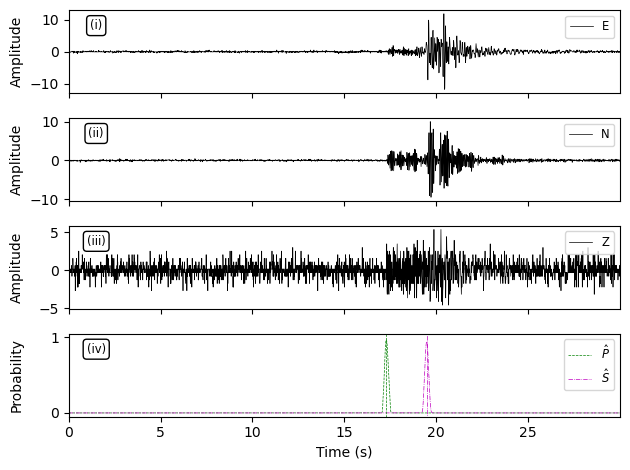 Amplitude
10
0
−10
(i)
E
Amplitude
10
0
−10
(ii)
N
Amplitude
5
0
−5
(iii)
Z
Probability
1
0
(iv)
P̂
Ŝ
0 5 10 15 20 25
Time (s)